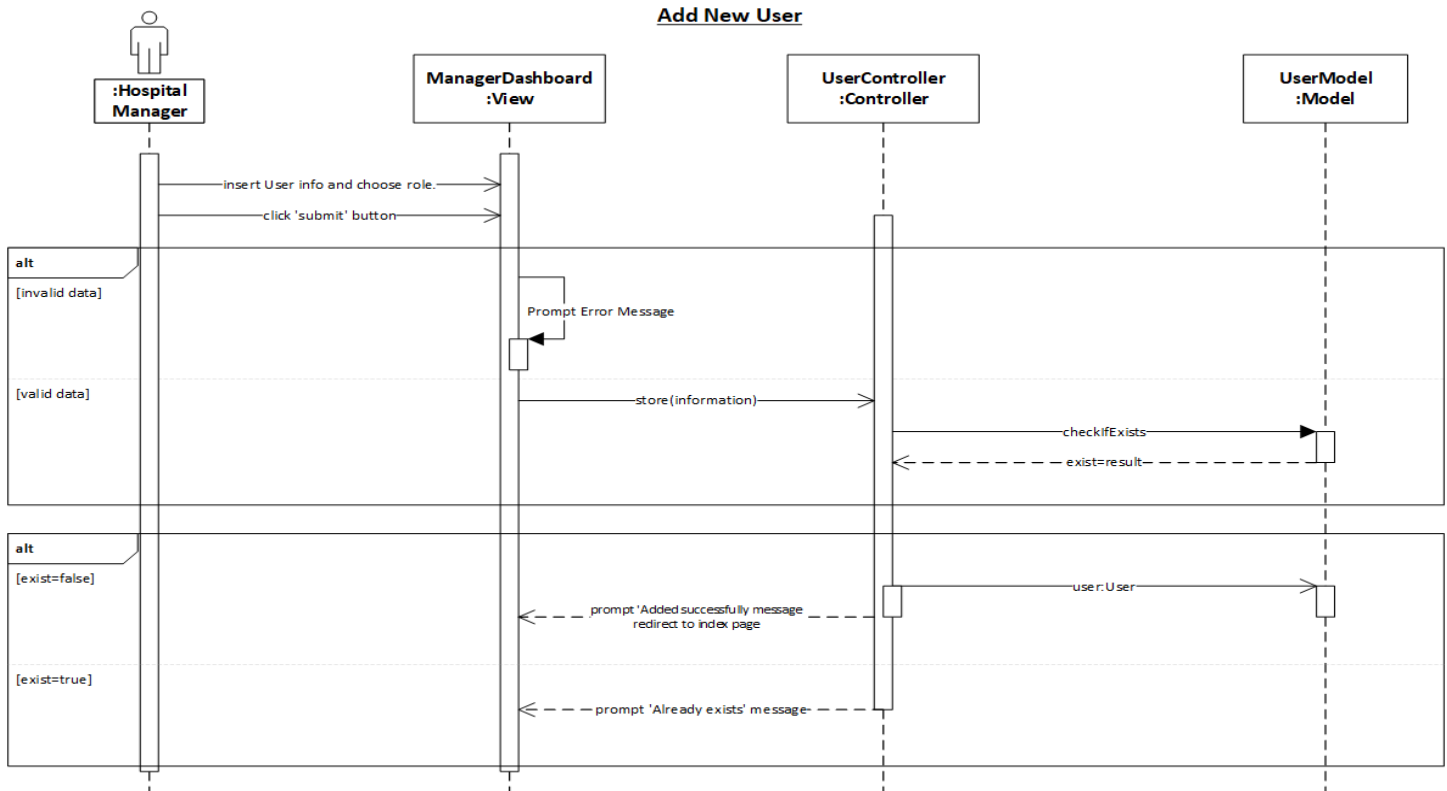 Add New User
:Hospital
Manager
ManagerDashboard
:View
UserController
:Controller
UserModel
:Model
insert User info and choose role.
click 'submit' button
alt
[invalid data]
Prompt Error Message
[valid data]
store(information)
checkIfExists
exist=result
alt
[exist=false]
user:User
prompt 'Added successfully message
redirect to index page
[exist=true]
prompt 'Already exists' message